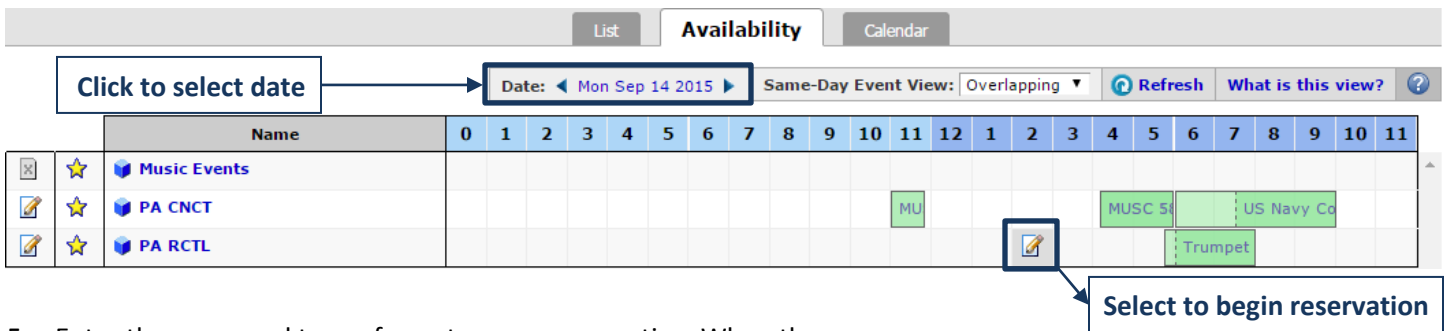 List Availability Calendar
Click to select date
Date: Mon Sep 14 2015 Same-Day Event View: Overlapping Refresh What is this view? ?
Name 0 1 2 3 4 5 6 7 8 9 10 11 12 1 2 3 4 5 6 7 8 9 10 11
Music Events
PA CNCT MU MUSC 58 US Navy Co
PA RCTL Trumpet
Select to begin reservation